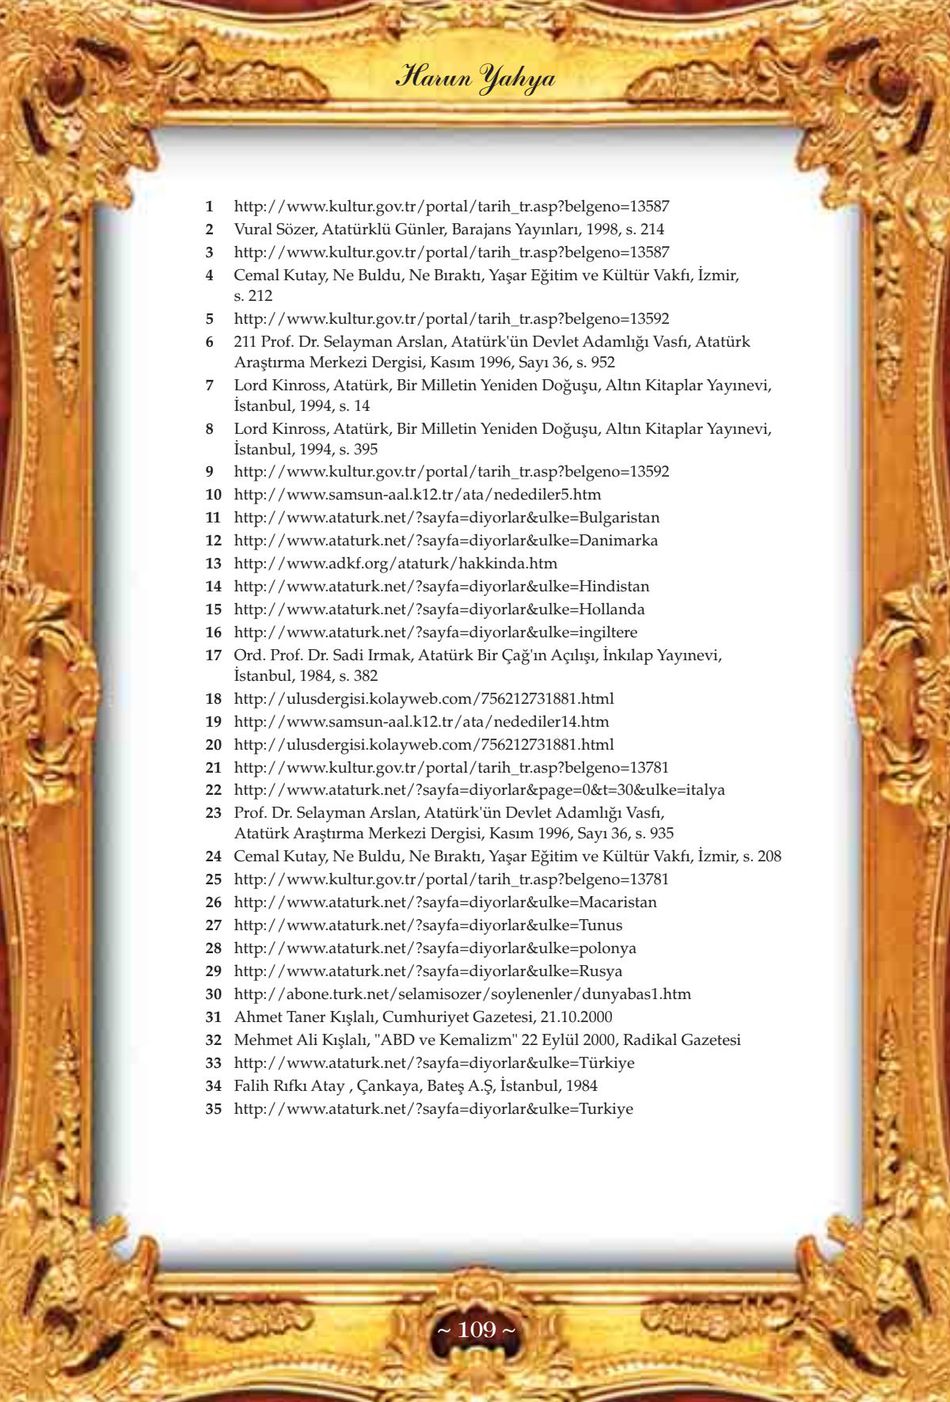 Harun Yahya
1 http://www.kultur.gov.tr/portal/tarih_tr.asp?belgeno=13587
2 Vural Sözer, Atatürklü Günler, Barajans Yayınları, 1998, s. 214
3 http://www.kultur.gov.tr/portal/tarih_tr.asp?belgeno=13587
4 Cemal Kutay, Ne Buldu, Ne Bıraktı, Yaşar Eğitim ve Kültür Vakfı, İzmir,
s. 212
5 http://www.kultur.gov.tr/portal/tarih_tr.asp?belgeno=13592
6 211 Prof. Dr. Selayman Arslan, Atatürk'ün Devlet Adamlığı Vasfı, Atatürk
Araştırma Merkezi Dergisi, Kasım 1996, Sayı 36, s. 952
7 Lord Kinross, Atatürk, Bir Milletin Yeniden Doğuşu, Altın Kitaplar Yayınevi,
İstanbul, 1994, s. 14
8 Lord Kinross, Atatürk, Bir Milletin Yeniden Doğuşu, Altın Kitaplar Yayınevi,
İstanbul, 1994, s. 395
9 http://www.kultur.gov.tr/portal/tarih_tr.asp?belgeno=13592
10 http://www.samsun-aal.k12.tr/ata/nedediler5.htm
11 http://www.ataturk.net/?sayfa=diyorlar&ulke=Bulgaristan
12 http://www.ataturk.net/?sayfa=diyorlar&ulke=Danimarka
13 http://www.adkf.org/ataturk/hakkinda.htm
14 http://www.ataturk.net/?sayfa=diyorlar&ulke=Hindistan
15 http://www.ataturk.net/?sayfa=diyorlar&ulke=Hollanda
16 http://www.ataturk.net/?sayfa=diyorlar&ulke=ingiltere
17 Ord. Prof. Dr. Sadi Irmak, Atatürk Bir Çağ'ın Açılışı, İnkılap Yayınevi,
İstanbul, 1984, s. 382
18 http://ulusdergisi.kolayweb.com/756212731881.html
19 http://www.samsun-aal.k12.tr/ata/nedediler14.htm
20 http://ulusdergisi.kolayweb.com/756212731881.html
21 http://www.kultur.gov.tr/portal/tarih_tr.asp?belgeno=13781
22 http://www.ataturk.net/?sayfa=diyorlar&page=0&t=30&ulke=italya
23 Prof. Dr. Selayman Arslan, Atatürk'ün Devlet Adamlığı Vasfı,
Atatürk Araştırma Merkezi Dergisi, Kasım 1996, Sayı 36, s. 935
24 Cemal Kutay, Ne Buldu, Ne Bıraktı, Yaşar Eğitim ve Kültür Vakfı, İzmir, s. 208
25 http://www.kultur.gov.tr/portal/tarih_tr.asp?belgeno=13781
26 http://www.ataturk.net/?sayfa=diyorlar&ulke=Macaristan
27 http://www.ataturk.net/?sayfa=diyorlar&ulke=Tunus
28 http://www.ataturk.net/?sayfa=diyorlar&ulke=polonya
29 http://www.ataturk.net/?sayfa=diyorlar&ulke=Rusya
30 http://abone.turk.net/selamisozer/soylenenler/dunyabas1.htm
31 Ahmet Taner Kışlalı, Cumhuriyet Gazetesi, 21.10.2000
32 Mehmet Ali Kışlalı, "ABD ve Kemalizm" 22 Eylül 2000, Radikal Gazetesi
33 http://www.ataturk.net/?sayfa=diyorlar&ulke=Türkiye
34 Falih Rıfkı Atay , Çankaya, Bateş A.Ş, İstanbul, 1984
35 http://www.ataturk.net/?sayfa=diyorlar&ulke=Turkiye
~ 109 ~